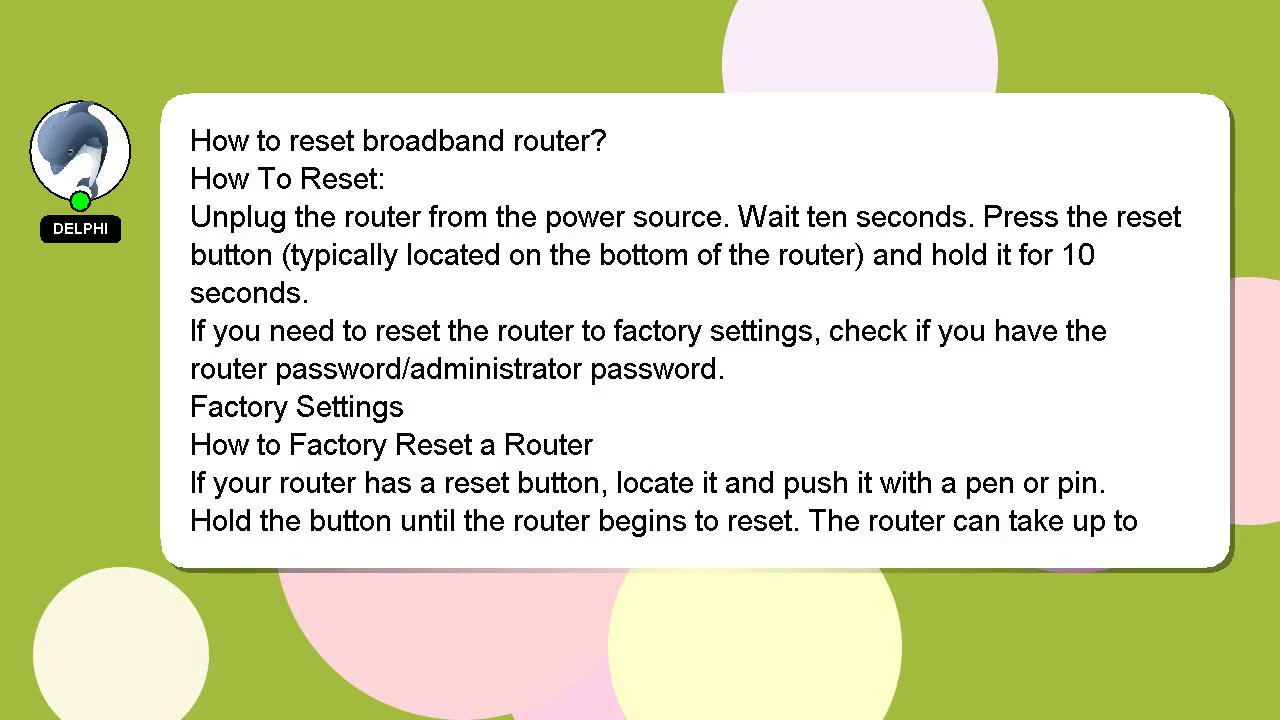 How to reset broadband router?
How To Reset:
Unplug the router from the power source. Wait ten seconds. Press the reset
button (typically located on the bottom of the router) and hold it for 10
seconds.
If you need to reset the router to factory settings, check if you have the
router password/administrator password.
Factory Settings
How to Factory Reset a Router
If your router has a reset button, locate it and push it with a pen or pin.
Hold the button until the router begins to reset. The router can take up to
DELPHI